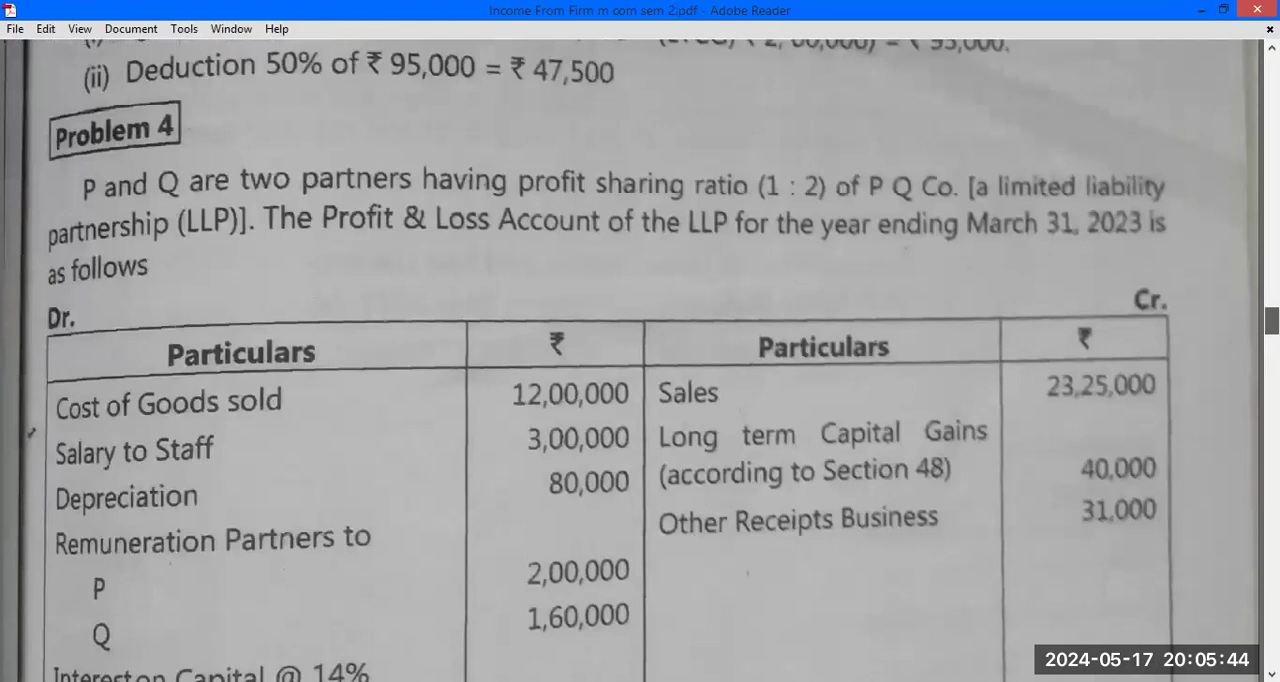 Income From Firm m com sem 2.pdf - Adobe Reader
File Edit View Document Tools Window Help
(ii) Deduction 50% of ₹ 95,000 = ₹ 47,500
Problem 4
P and Q are two partners having profit sharing ratio (1 : 2) of P Q Co. [a limited liability
partnership (LLP)]. The Profit & Loss Account of the LLP for the year ending March 31, 2023 is
as follows
Dr. Cr.
Particulars ₹ Particulars ₹
Cost of Goods sold 12,00,000 Sales 23,25,000
Salary to Staff 3,00,000 Long term Capital Gains
Depreciation 80,000 (according to Section 48) 40,000
Remuneration Partners to Other Receipts Business 31,000
P 2,00,000
Q 1,60,000
Interest on Capital @ 14%
2024-05-17 20:05:44